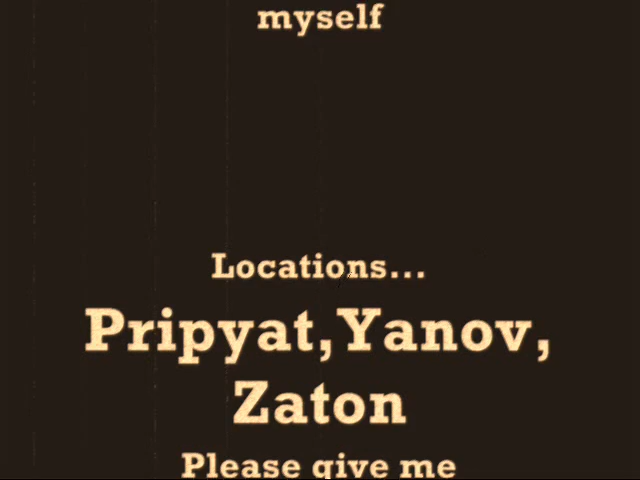 myself
Locations...
Pripyat,Yanov,
Zaton
Please give me